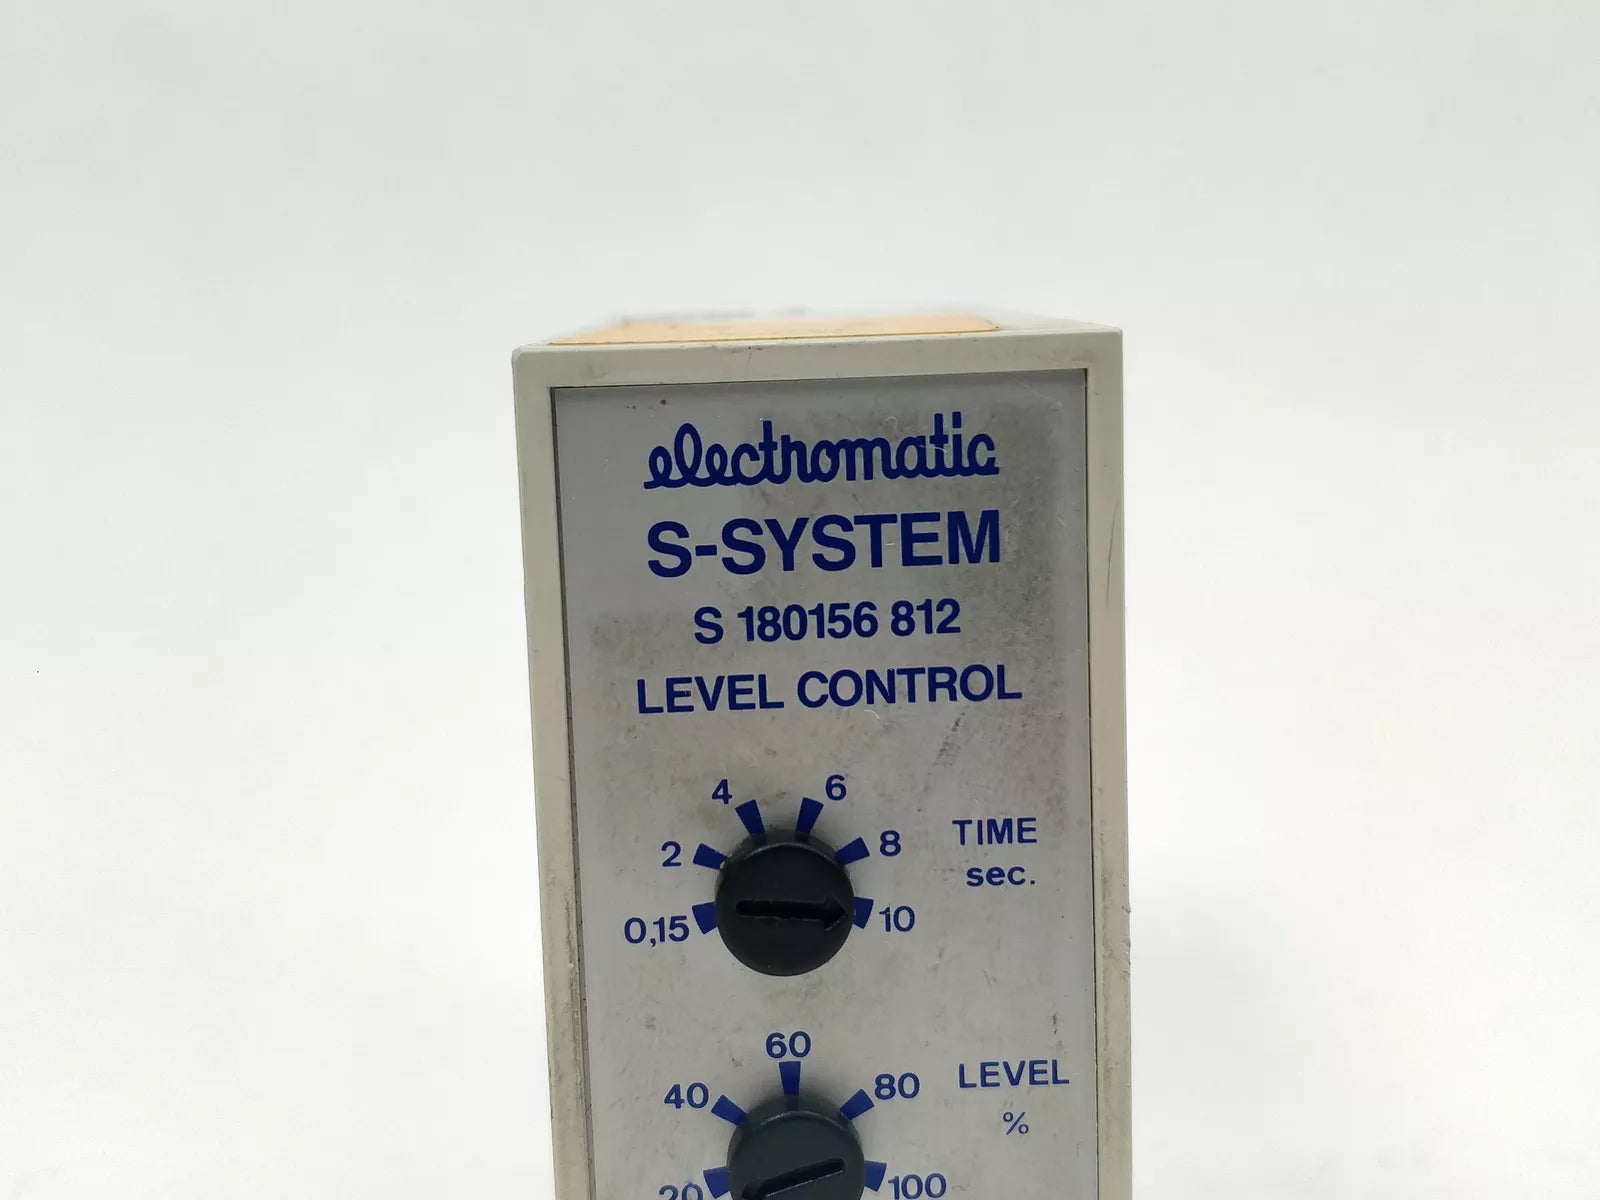 electromatic
S-SYSTEM
S 180156 812
LEVEL CONTROL
4 6
2 8 TIME
sec.
0,15 10
60
40 80 LEVEL
%
20 100